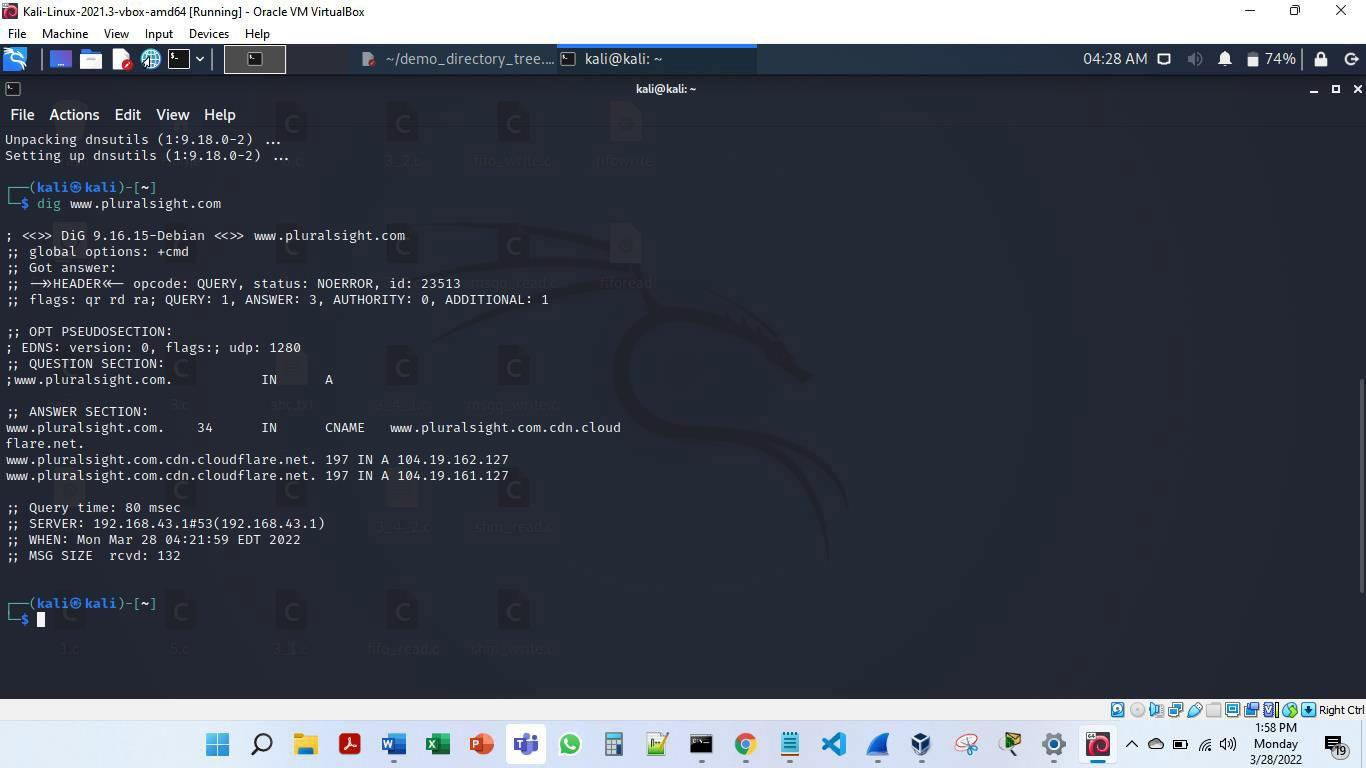 Kali-Linux-2021.3-vbox-amd64 [Running] - Oracle VM VirtualBox
File Machine View Input Devices Help
~/demo_directory_tree....
kali@kali: ~
04:28 AM
74%
kali@kali: ~
File Actions Edit View Help
Unpacking dnsutils (1:9.18.0-2) ...
Setting up dnsutils (1:9.18.0-2) ...
┌──(kali㉿kali)-[~]
└─$ dig www.pluralsight.com
; <<>> DiG 9.16.15-Debian <<>> www.pluralsight.com
;; global options: +cmd
;; Got answer:
;; ->>HEADER<<- opcode: QUERY, status: NOERROR, id: 23513
;; flags: qr rd ra; QUERY: 1, ANSWER: 3, AUTHORITY: 0, ADDITIONAL: 1
;; OPT PSEUDOSECTION:
; EDNS: version: 0, flags:; udp: 1280
;; QUESTION SECTION:
;www.pluralsight.com. IN A
;; ANSWER SECTION:
www.pluralsight.com. 34 IN CNAME www.pluralsight.com.cdn.cloud
flare.net.
www.pluralsight.com.cdn.cloudflare.net. 197 IN A 104.19.162.127
www.pluralsight.com.cdn.cloudflare.net. 197 IN A 104.19.161.127
;; Query time: 80 msec
;; SERVER: 192.168.43.1#53(192.168.43.1)
;; WHEN: Mon Mar 28 04:21:59 EDT 2022
;; MSG SIZE rcvd: 132
┌──(kali㉿kali)-[~]
└─$
1.c 5.c 3_1.c fifo_read.c shm_write.c
Right Ctrl
1:58 PM
Monday
3/28/2022
19